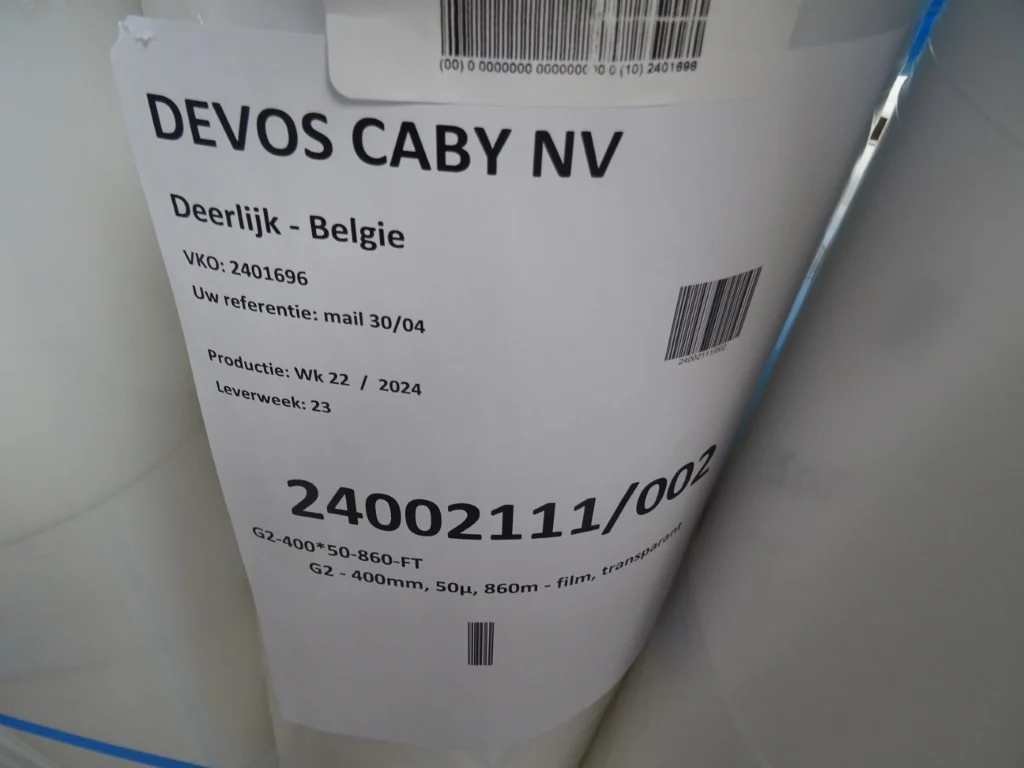 (00) 0 0000000 000000000 0 (10) 2401696
DEVOS CABY NV
Deerlijk - Belgie
VKO: 2401696
Uw referentie: mail 30/04
Productie: Wk 22 / 2024
Leverweek: 23
24002111/002
24002111/002
G2-400*50-860-FT
G2 - 400mm, 50µ, 860m - film, transparant